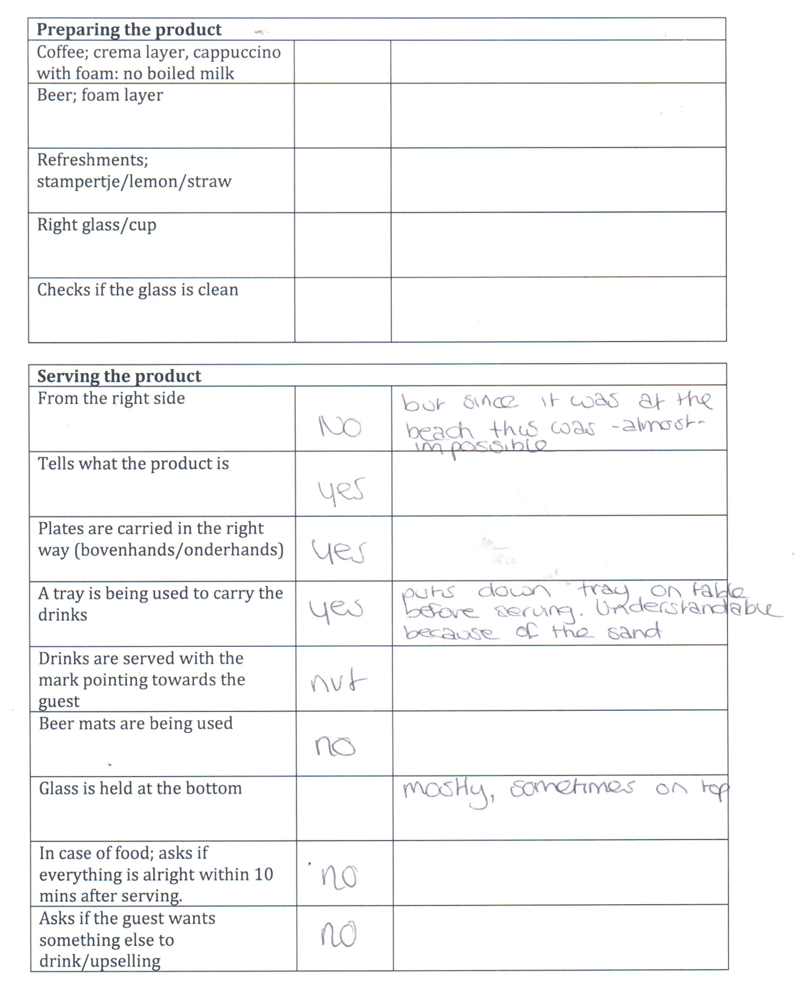 Preparing the product
Coffee; crema layer, cappuccino
with foam: no boiled milk
Beer; foam layer
Refreshments;
stampertje/lemon/straw
Right glass/cup
Checks if the glass is clean
Serving the product
From the right side
NO
but since it was at the
beach this was -almost-
impossible
Tells what the product is
yes
Plates are carried in the right
way (bovenhands/onderhands)
yes
A tray is being used to carry the
drinks
yes
puts down tray on table
before serving. Understandable
because of the sand
Drinks are served with the
mark pointing towards the
guest
nvt
Beer mats are being used
no
Glass is held at the bottom
mostly, sometimes on top
In case of food; asks if
everything is alright within 10
mins after serving.
no
Asks if the guest wants
something else to
drink/upselling
no